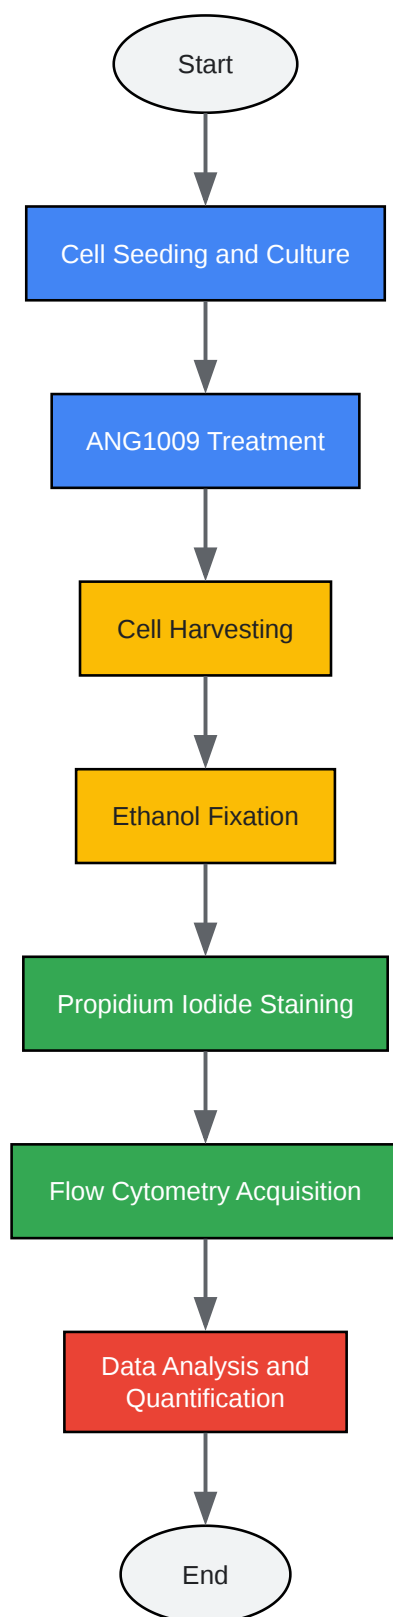 Start
Cell Seeding and Culture
ANG1009 Treatment
Cell Harvesting
Ethanol Fixation
Propidium Iodide Staining
Flow Cytometry Acquisition
Data Analysis and
Quantification
End